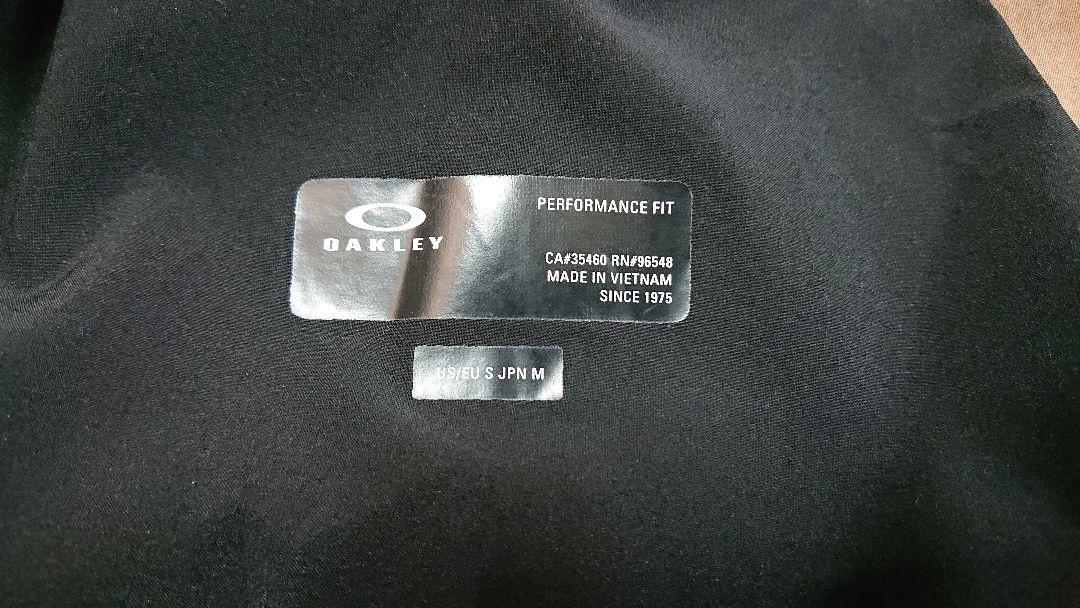 OAKLEY
PERFORMANCE FIT
CA#35460 RN#96548
MADE IN VIETNAM
SINCE 1975
US/EU S JPN M